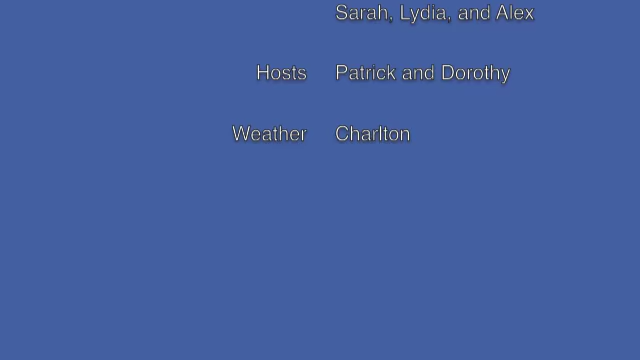 Sarah, Lydia, and Alex
Hosts Patrick and Dorothy
Weather Charlton